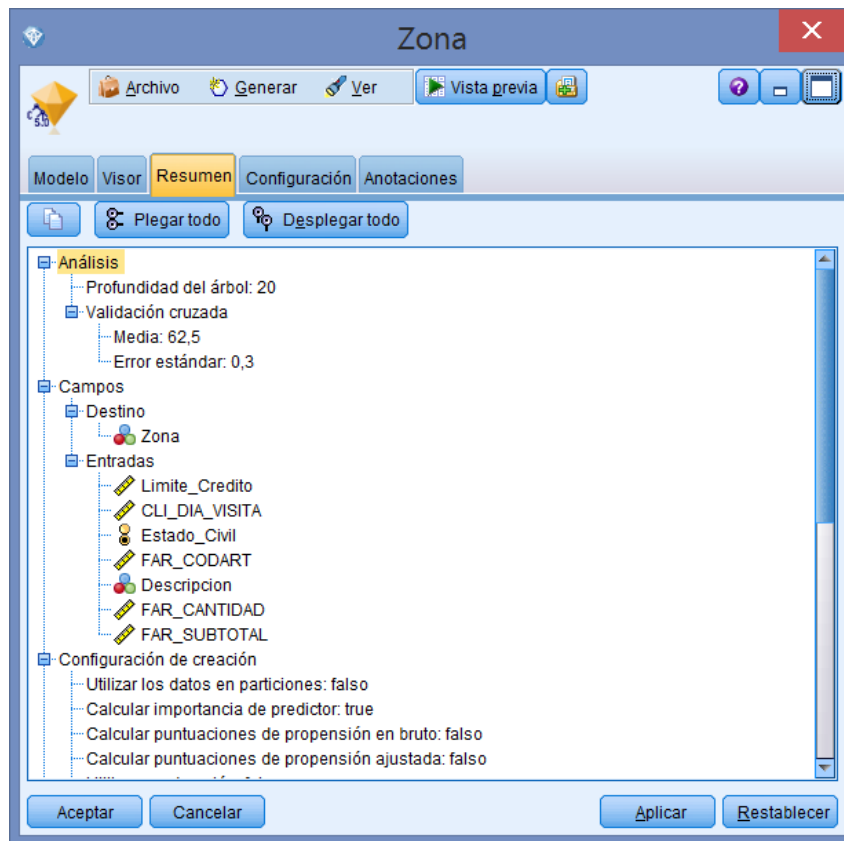 Zona
Archivo Generar Ver Vista previa
C5.0
Modelo Visor Resumen Configuración Anotaciones
Plegar todo Desplegar todo
Análisis
Profundidad del árbol: 20
Validación cruzada
Media: 62,5
Error estándar: 0,3
Campos
Destino
Zona
Entradas
Limite_Credito
CLI_DIA_VISITA
Estado_Civil
FAR_CODART
Descripcion
FAR_CANTIDAD
FAR_SUBTOTAL
Configuración de creación
Utilizar los datos en particiones: falso
Calcular importancia de predictor: true
Calcular puntuaciones de propensión en bruto: falso
Calcular puntuaciones de propensión ajustada: falso
Aceptar Cancelar Aplicar Restablecer